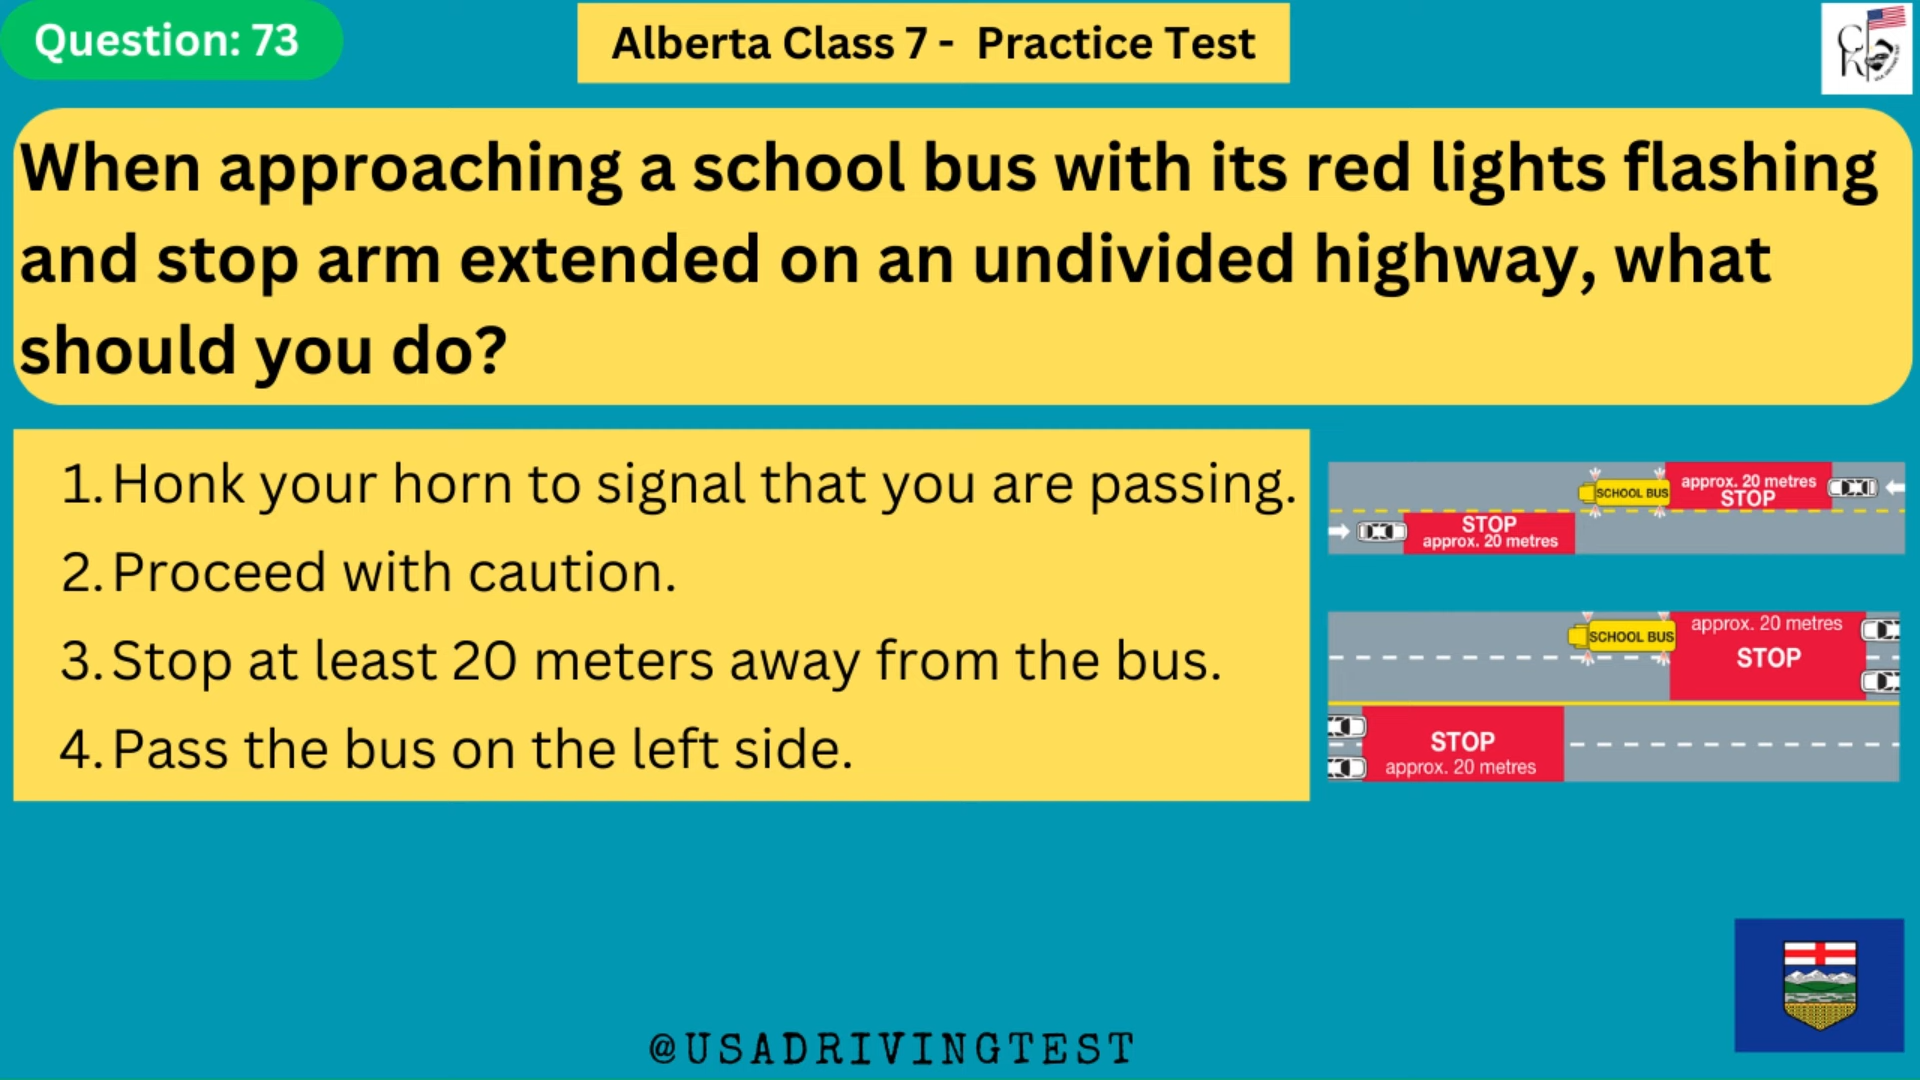 Question: 73
Alberta Class 7 - Practice Test
When approaching a school bus with its red lights flashing
and stop arm extended on an undivided highway, what
should you do?
1. Honk your horn to signal that you are passing.
2. Proceed with caution.
3. Stop at least 20 meters away from the bus.
4. Pass the bus on the left side.
SCHOOL BUS
approx. 20 metres
STOP
STOP
approx. 20 metres
SCHOOL BUS
approx. 20 metres
STOP
STOP
approx. 20 metres
@USADRIVINGTEST